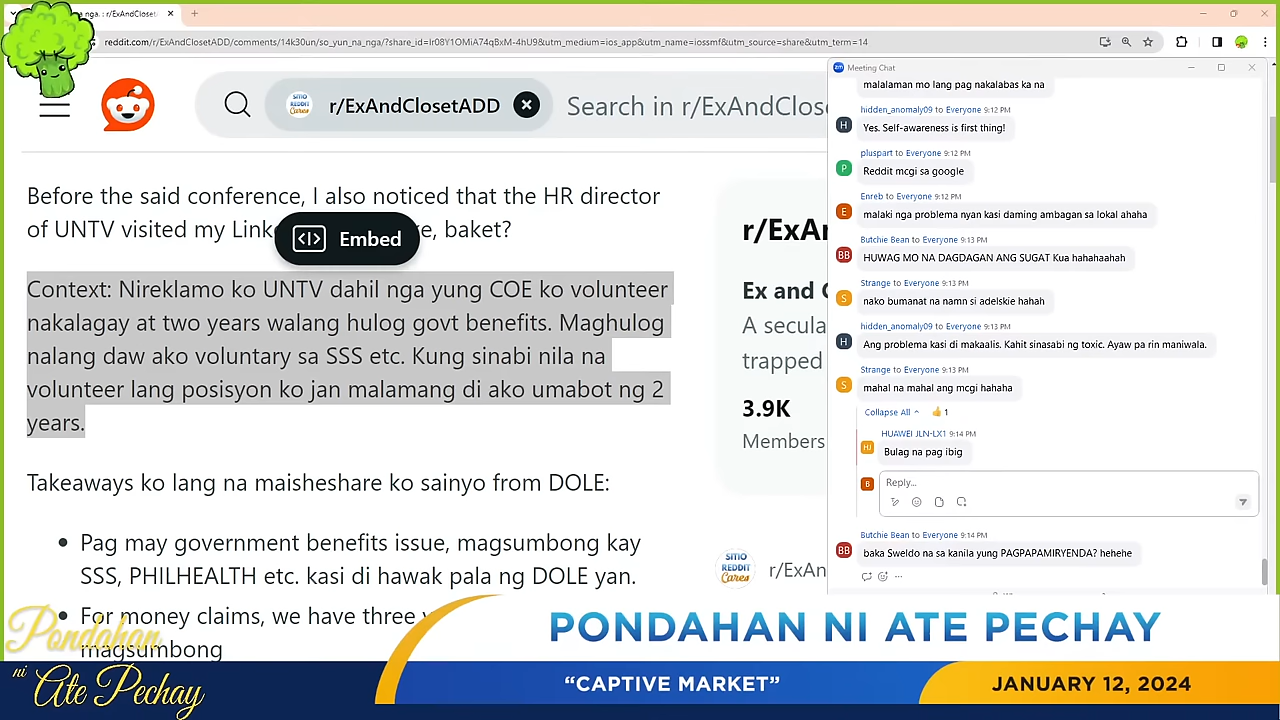 a nga. : r/ExAndCloset
reddit.com/r/ExAndClosetADD/comments/14k30un/so_yun_na_nga/?share_id=Ir08Y1OMiA74qBxM-4hU9&utm_medium=ios_app&utm_name=iossmf&utm_source=share&utm_term=14
r/ExAndClosetADD
Search in r/ExAndClos
Before the said conference, I also noticed that the HR director
of UNTV visited my Link
e, baket?
Embed
Context: Nireklamo ko UNTV dahil nga yung COE ko volunteer
nakalagay at two years walang hulog govt benefits. Maghulog
nalang daw ako voluntary sa SSS etc. Kung sinabi nila na
volunteer lang posisyon ko jan malamang di ako umabot ng 2
years.
Takeaways ko lang na maisheshare ko sainyo from DOLE:
Pag may government benefits issue, magsumbong kay
SSS, PHILHEALTH etc. kasi di hawak pala ng DOLE yan.
For money claims, we have three
magsumbong
r/ExA
Ex and
A secula
trapped
3.9K
Members
SITIO
REDDIT
Cares
r/ExAn
zm Meeting Chat
malalaman mo lang pag nakalabas ka na
hidden_anomaly09 to Everyone 9:12 PM
H
Yes. Self-awareness is first thing!
pluspart to Everyone 9:12 PM
P
Reddit mcgi sa google
Enreb to Everyone 9:12 PM
E
malaki nga problema nyan kasi daming ambagan sa lokal ahaha
Butchie Bean to Everyone 9:13 PM
BB
HUWAG MO NA DAGDAGAN ANG SUGAT Kua hahahaahah
Strange to Everyone 9:13 PM
S
nako bumanat na namn si adelskie hahah
hidden_anomaly09 to Everyone 9:13 PM
H
Ang problema kasi di makaalis. Kahit sinasabi ng toxic. Ayaw pa rin maniwala.
Strange to Everyone 9:13 PM
S
mahal na mahal ang mcgi hahaha
Collapse All 1
HUAWEI JLN-LX1 9:14 PM
HJ
Bulag na pag ibig
B
Reply...
Butchie Bean to Everyone 9:14 PM
BB
baka Sweldo na sa kanila yung PAGPAPAMIRYENDA? hehehe
Pondahan
ni
Ate Pechay
PONDAHAN NI ATE PECHAY
“CAPTIVE MARKET”
JANUARY 12, 2024